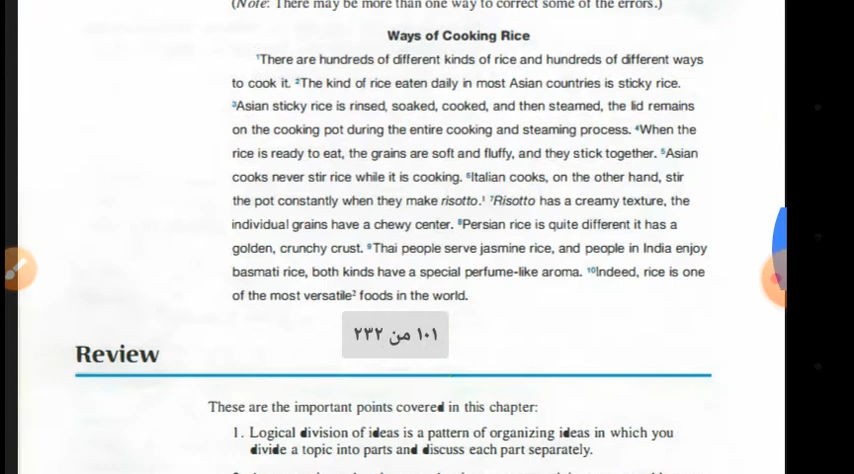 (Note: There may be more than one way to correct some of the errors.)
Ways of Cooking Rice
¹There are hundreds of different kinds of rice and hundreds of different ways
to cook it. ²The kind of rice eaten daily in most Asian countries is sticky rice.
³Asian sticky rice is rinsed, soaked, cooked, and then steamed, the lid remains
on the cooking pot during the entire cooking and steaming process. ⁴When the
rice is ready to eat, the grains are soft and fluffy, and they stick together. ⁵Asian
cooks never stir rice while it is cooking. ⁶Italian cooks, on the other hand, stir
the pot constantly when they make risotto.¹ ⁷Risotto has a creamy texture, the
individual grains have a chewy center. ⁸Persian rice is quite different it has a
golden, crunchy crust. ⁹Thai people serve jasmine rice, and people in India enjoy
basmati rice, both kinds have a special perfume-like aroma. ¹⁰Indeed, rice is one
of the most versatile² foods in the world.
١٠١ من ٢٣٢
Review
These are the important points covered in this chapter:
1. Logical division of ideas is a pattern of organizing ideas in which you
divide a topic into parts and discuss each part separately.